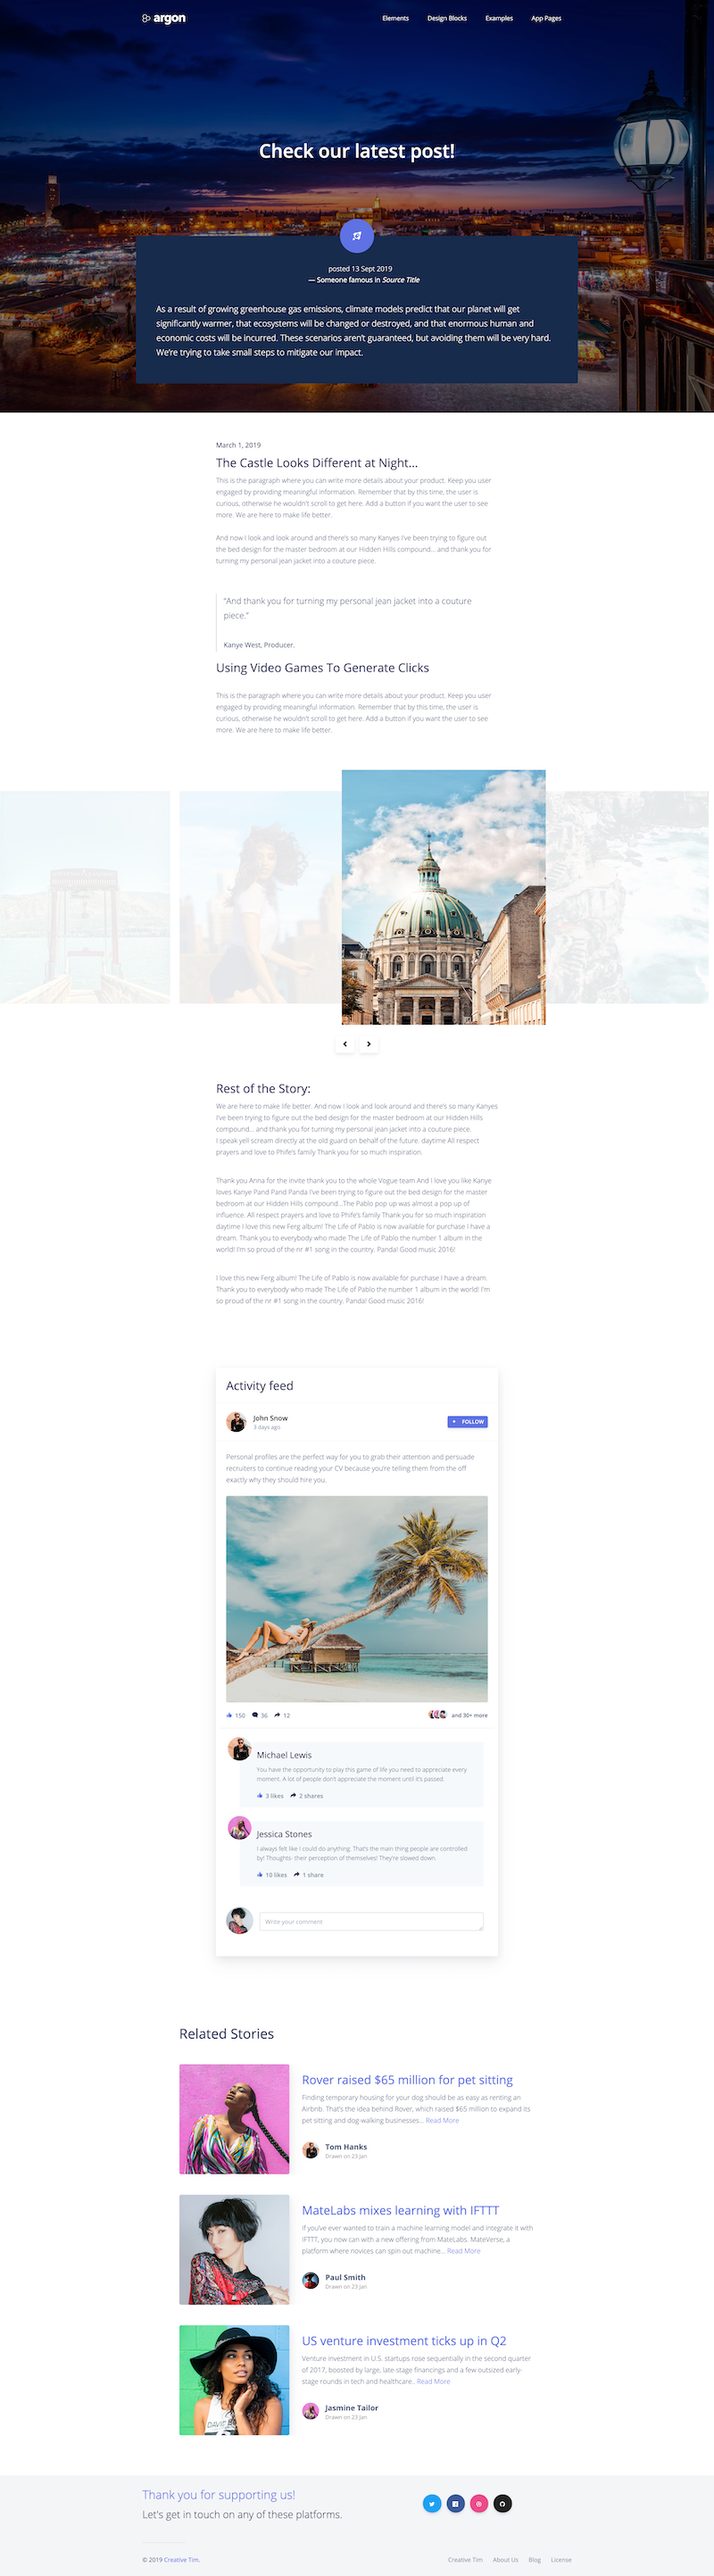 argon
Elements Design Blocks Examples App Pages
Check our latest post!
posted 13 Sept 2019
— Someone famous in Source Title
As a result of growing greenhouse gas emissions, climate models predict that our planet will get
significantly warmer, that ecosystems will be changed or destroyed, and that enormous human and
economic costs will be incurred. These scenarios aren't guaranteed, but avoiding them will be very hard.
We're trying to take small steps to mitigate our impact.
March 1, 2019
The Castle Looks Different at Night...
This is the paragraph where you can write more details about your product. Keep you user
engaged by providing meaningful information. Remember that by this time, the user is
curious, otherwise he wouldn't scroll to get here. Add a button if you want the user to see
more. We are here to make life better.
And now I look and look around and there's so many Kanyes I've been trying to figure out
the bed design for the master bedroom at our Hidden Hills compound... and thank you for
turning my personal jean jacket into a couture piece.
"And thank you for turning my personal jean jacket into a couture
piece."
Kanye West, Producer.
Using Video Games To Generate Clicks
This is the paragraph where you can write more details about your product. Keep you user
engaged by providing meaningful information. Remember that by this time, the user is
curious, otherwise he wouldn't scroll to get here. Add a button if you want the user to see
more. We are here to make life better.
Rest of the Story:
We are here to make life better. And now I look and look around and there's so many Kanyes
I've been trying to figure out the bed design for the master bedroom at our Hidden Hills
compound... and thank you for turning my personal jean jacket into a couture piece.
I speak yell scream directly at the old guard on behalf of the future. daytime All respect
prayers and love to Phife's family Thank you for so much inspiration.
Thank you Anna for the invite thank you to the whole Vogue team And I love you like Kanye
loves Kanye Pand Pand Panda I've been trying to figure out the bed design for the master
bedroom at our Hidden Hills compound...The Pablo pop up was almost a pop up of
influence. All respect prayers and love to Phife's family Thank you for so much inspiration
daytime I love this new Ferg album! The Life of Pablo is now available for purchase I have a
dream. Thank you to everybody who made The Life of Pablo the number 1 album in the
world! I'm so proud of the nr #1 song in the country. Panda! Good music 2016!
I love this new Ferg album! The Life of Pablo is now available for purchase I have a dream.
Thank you to everybody who made The Life of Pablo the number 1 album in the world! I'm
so proud of the nr #1 song in the country. Panda! Good music 2016!
Activity feed
John Snow
3 days ago
+ FOLLOW
Personal profiles are the perfect way for you to grab their attention and persuade
recruiters to continue reading your CV because you're telling them from the off
exactly why they should hire you.
150 36 12 and 30+ more
Michael Lewis
You have the opportunity to play this game of life you need to appreciate every
moment. A lot of people don't appreciate the moment until it's passed.
3 likes 2 shares
Jessica Stones
I always felt like I could do anything. That's the main thing people are controlled
by! Thoughts- their perception of themselves! They're slowed down.
10 likes 1 share
Write your comment
Related Stories
Rover raised $65 million for pet sitting
Finding temporary housing for your dog should be as easy as renting an
Airbnb. That's the idea behind Rover, which raised $65 million to expand its
pet sitting and dog walking businesses... Read More
Tom Hanks
Drawn on 23 Jan
MateLabs mixes learning with IFTTT
If you've ever wanted to train a machine learning model and integrate it with
IFTTT, you now can with a new offering from MateLabs. MateVerse, a
platform where novices can spin out machine... Read More
Paul Smith
Drawn on 23 Jan
US venture investment ticks up in Q2
Venture investment in U.S. startups rose sequentially in the second quarter
of 2017, boosted by large, late-stage financings and a few outsized early-
stage rounds in tech and healthcare.. Read More
Jasmine Tailor
Drawn on 23 Jan
Thank you for supporting us!
Let's get in touch on any of these platforms.
© 2019 Creative Tim.
Creative Tim About Us Blog License